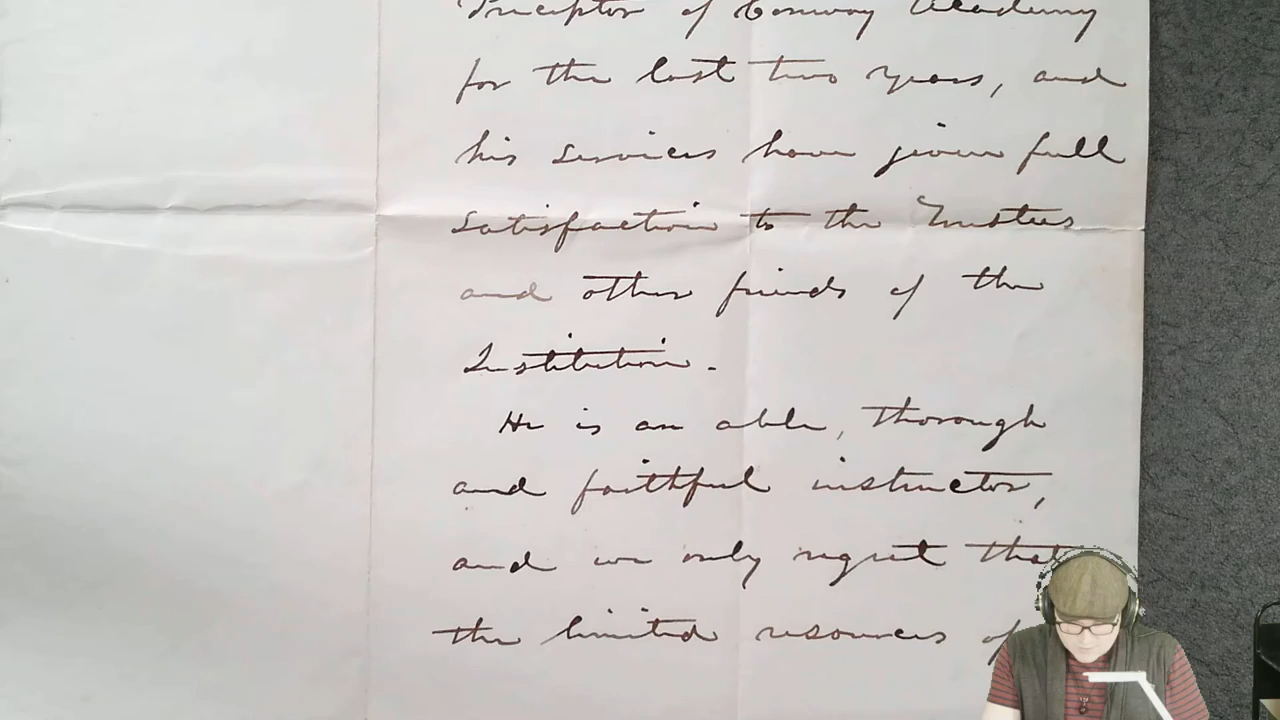 Preceptor of Conway Academy
for the last two years, and
his services have given full
satisfaction to the Trustees
and other friends of the
Institution.
He is an able, thorough
and faithful instructor,
and we only regret that
the limited resources of